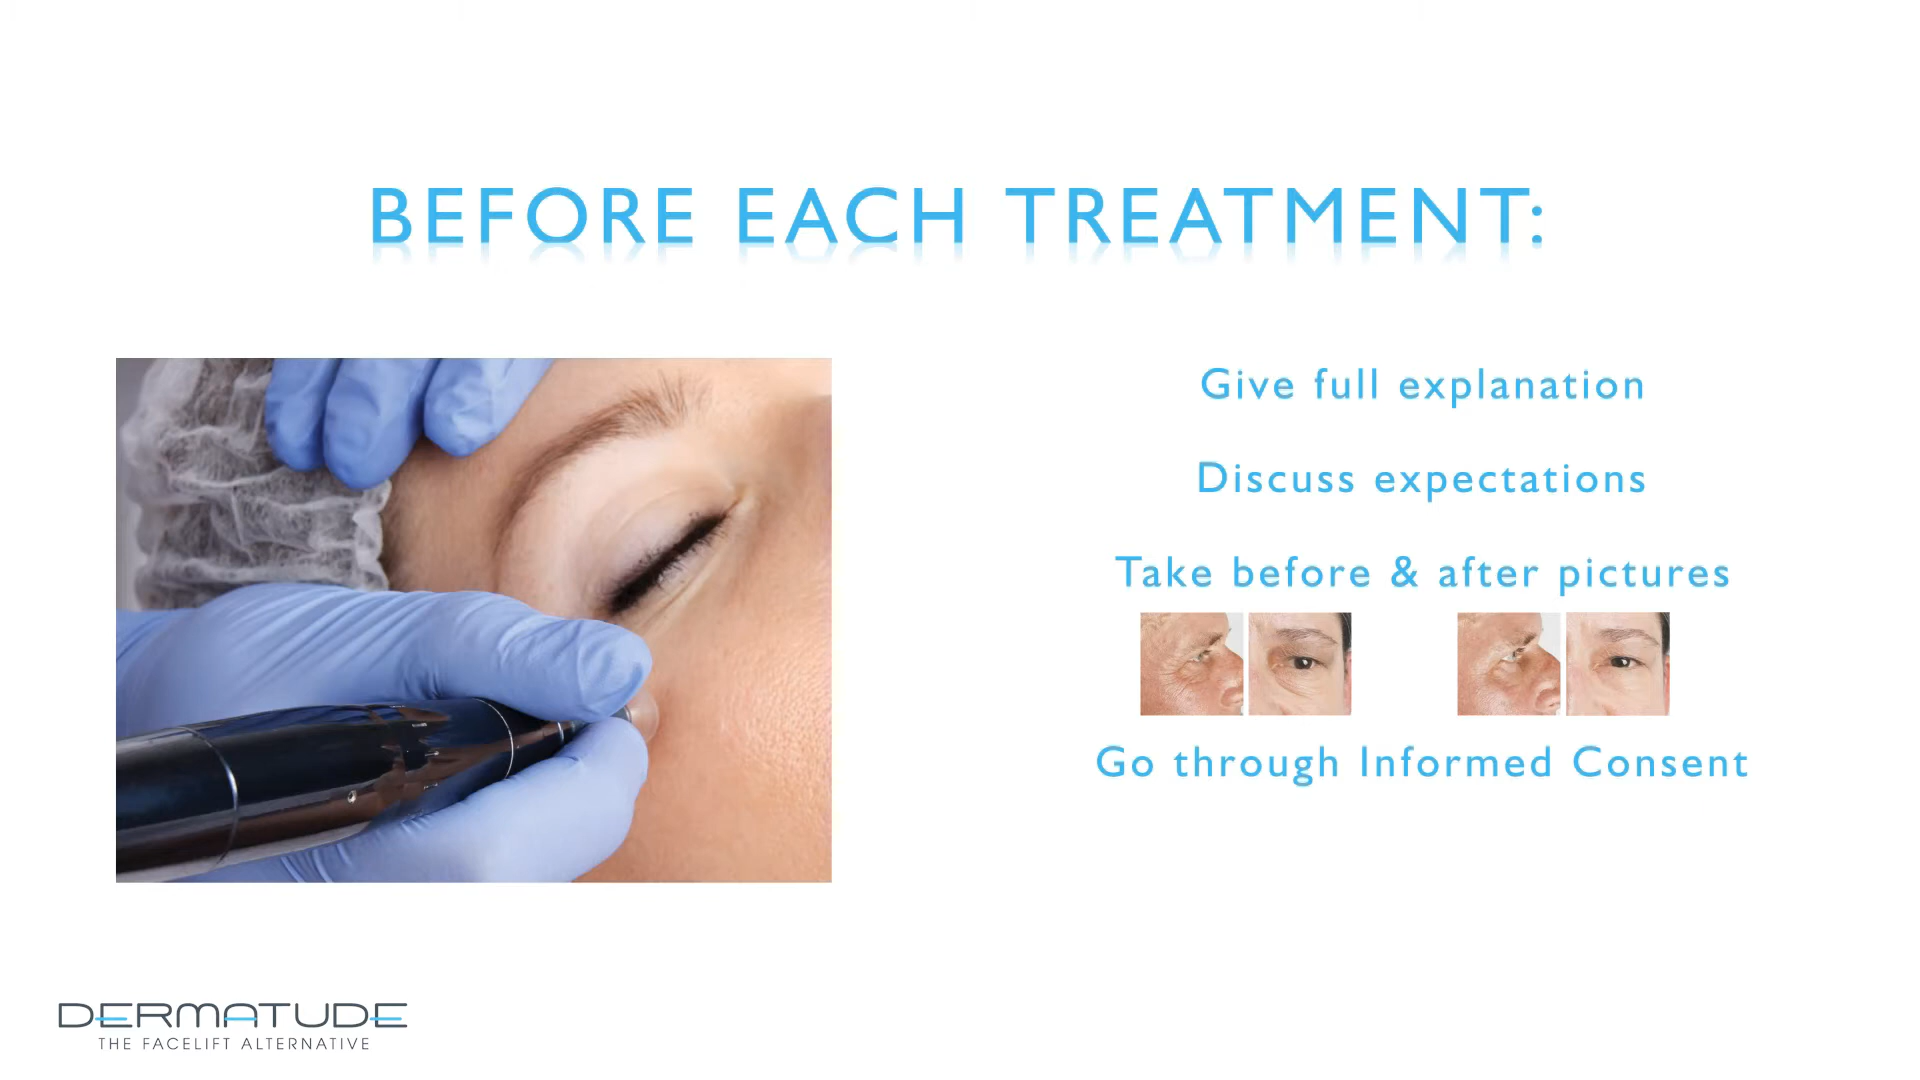 BEFORE EACH TREATMENT:
Give full explanation
Discuss expectations
Take before & after pictures
Go through Informed Consent
DERMATUDE
THE FACELIFT ALTERNATIVE